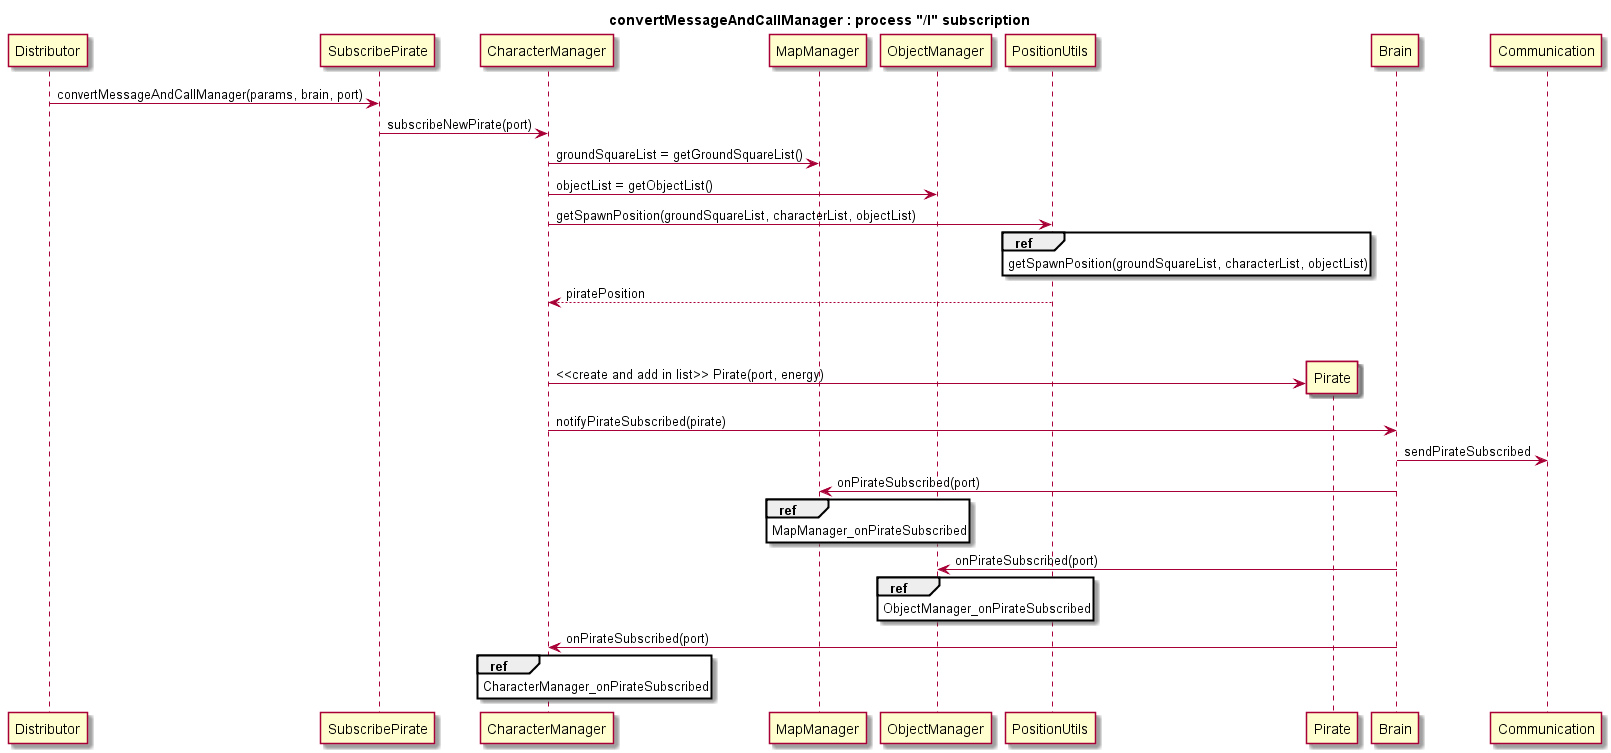 convertMessageAndCallManager : process "/I" subscription
Distributor SubscribePirate CharacterManager MapManager ObjectManager PositionUtils Brain Communication
convertMessageAndCallManager(params, brain, port)
subscribeNewPirate(port)
groundSquareList = getGroundSquareList()
objectList = getObjectList()
getSpawnPosition(groundSquareList, characterList, objectList)
ref
getSpawnPosition(groundSquareList, characterList, objectList)
piratePosition
<<create and add in list>> Pirate(port, energy)
Pirate
notifyPirateSubscribed(pirate)
sendPirateSubscribed
onPirateSubscribed(port)
ref
MapManager_onPirateSubscribed
onPirateSubscribed(port)
ref
ObjectManager_onPirateSubscribed
onPirateSubscribed(port)
ref
CharacterManager_onPirateSubscribed
Distributor SubscribePirate CharacterManager MapManager ObjectManager PositionUtils Pirate Brain Communication